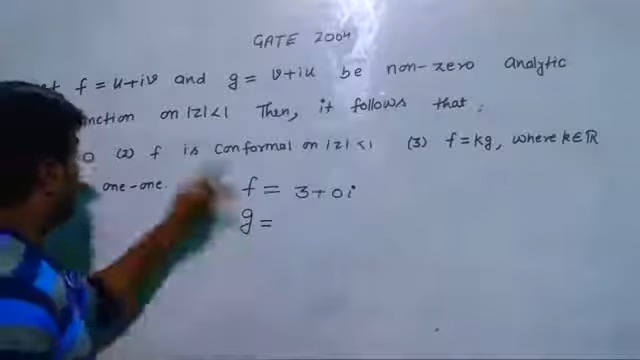 GATE 2004
f = u+iv and g = v+iu be non-zero analytic
on |z|<1 Then, it follows that :
(2) f is conformal on |z|<1 (3) f=kg, where k∈ℝ
one-one.
f = 3+0i
g =